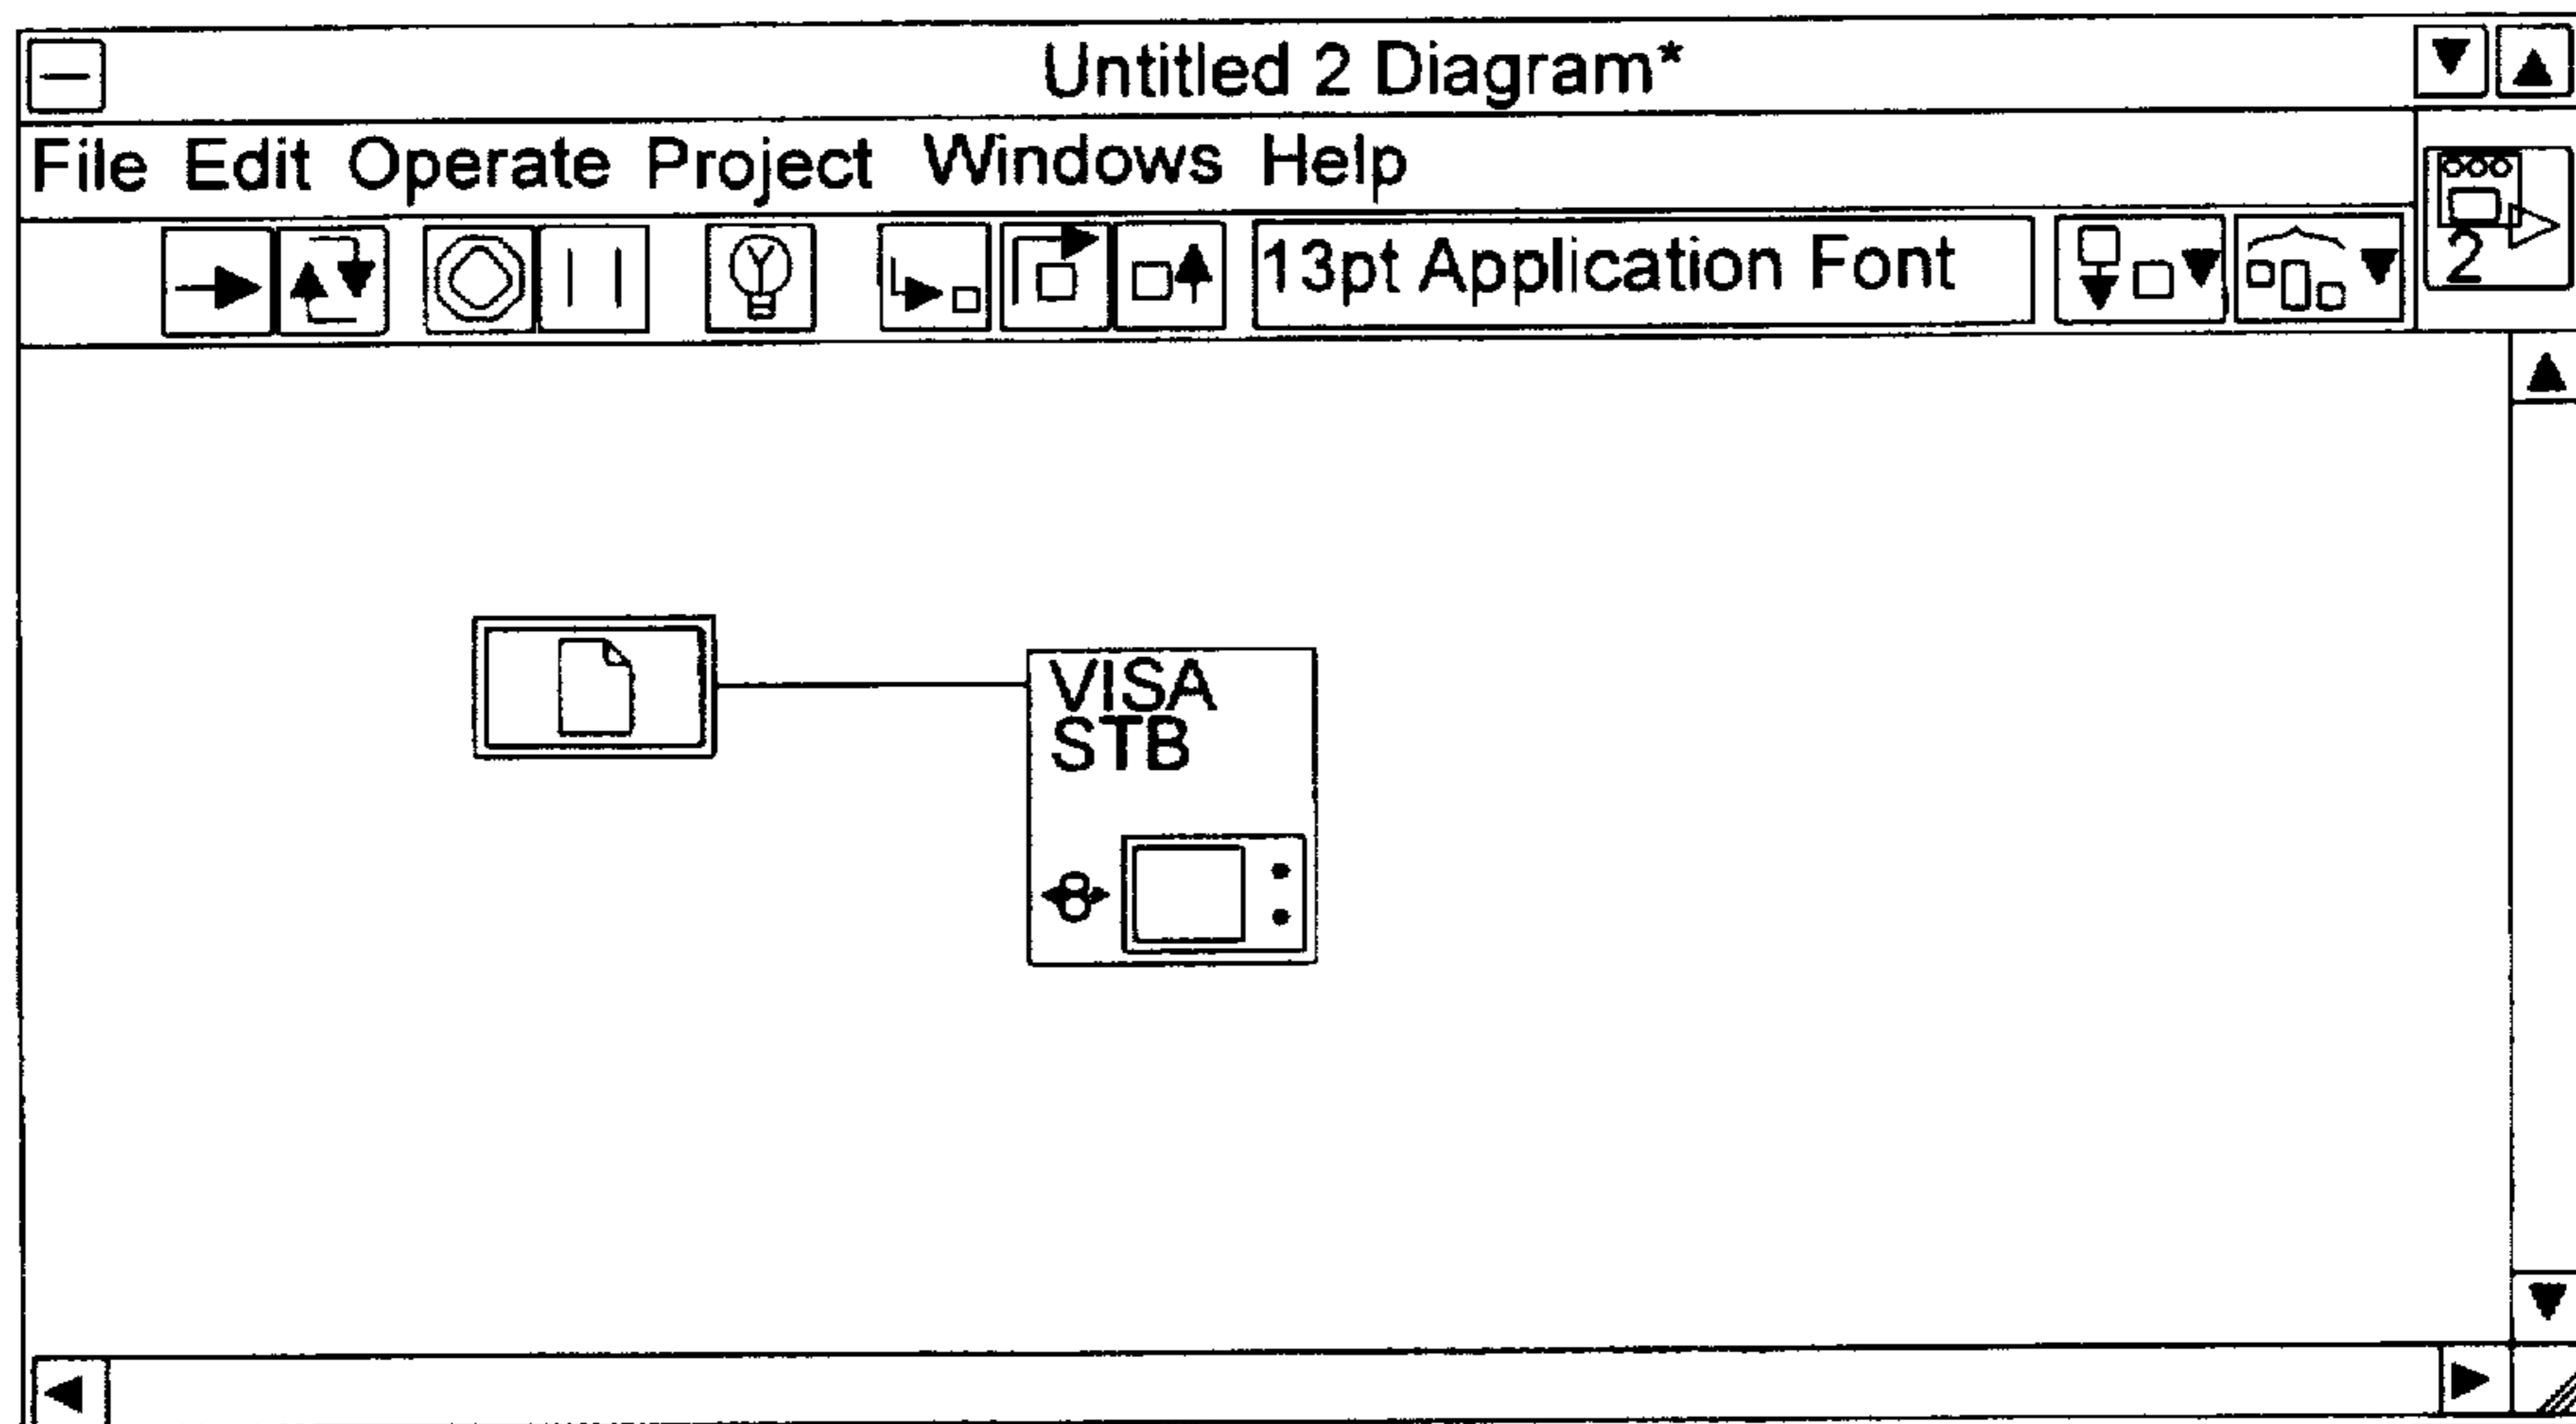 Untitled 2 Diagram*
File Edit Operate Project Windows Help
13pt Application Font
2
VISA
STB